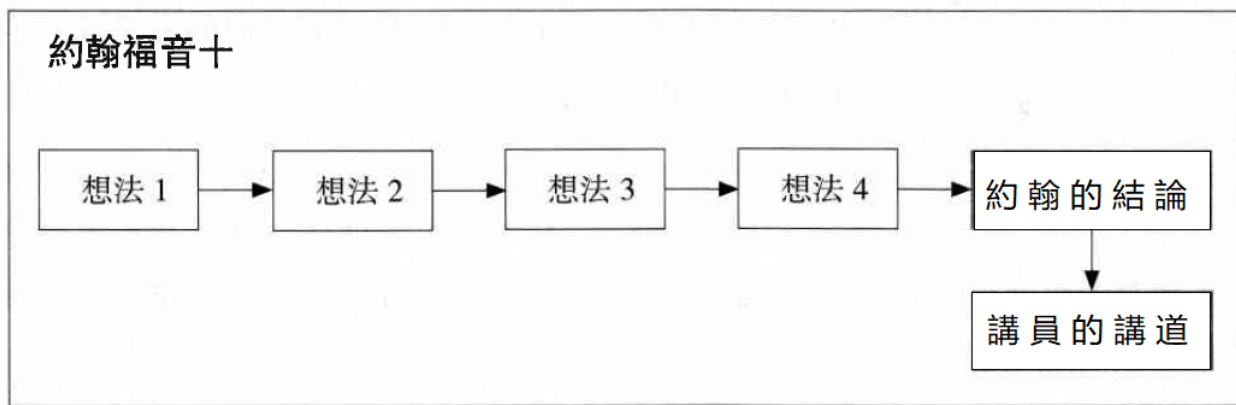 約翰福音十
想法 1
想法 2
想法 3
想法 4
約翰的結論
講員的講道